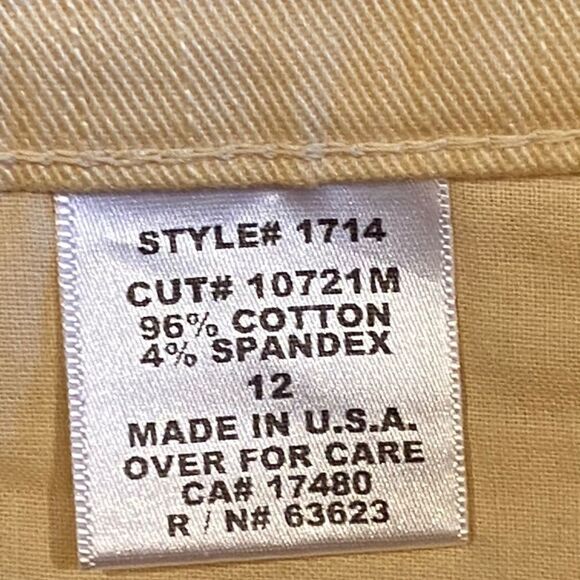 STYLE# 1714
CUT# 10721M
96% COTTON
4% SPANDEX
12
MADE IN U.S.A.
OVER FOR CARE
CA# 17480
R / N# 63623